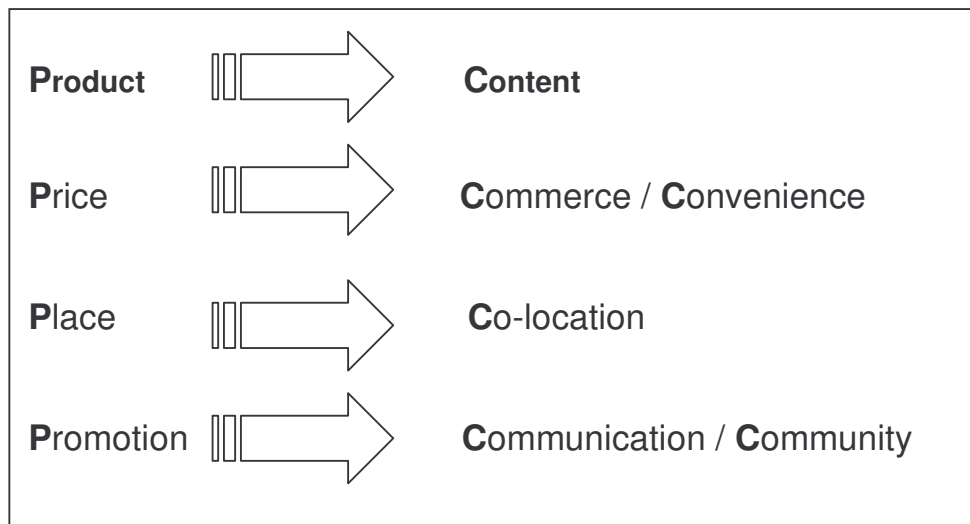 Product Content
Price Commerce / Convenience
Place Co-location
Promotion Communication / Community